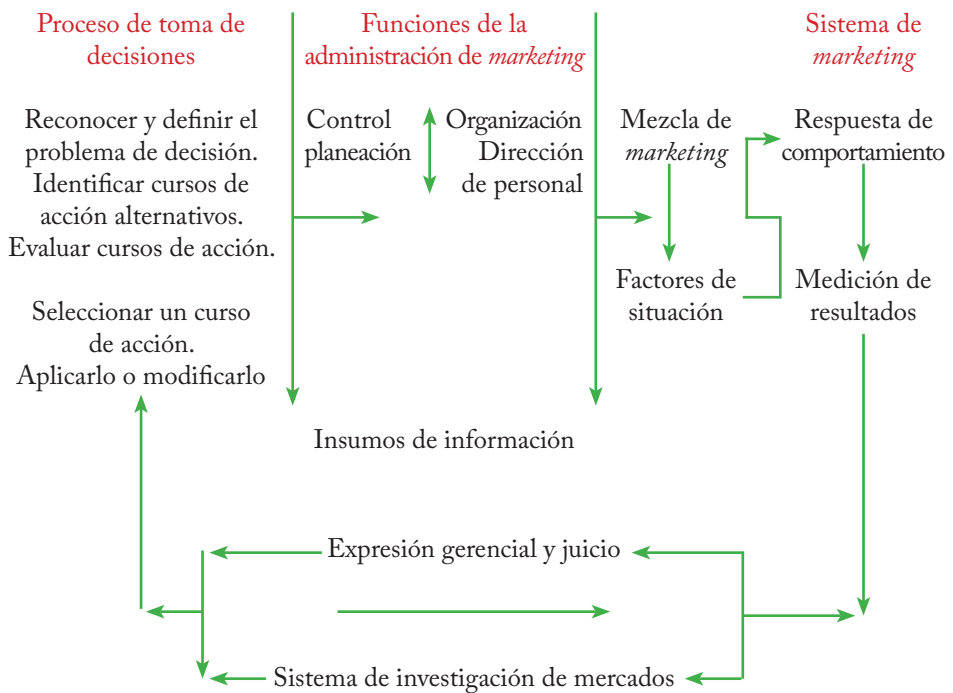 Proceso de toma de
decisiones
Funciones de la
administración de marketing
Sistema de
marketing
Reconocer y definir el
problema de decisión.
Identificar cursos de
acción alternativos.
Evaluar cursos de acción.
Seleccionar un curso
de acción.
Aplicarlo o modificarlo
Control
planeación
Organización
Dirección
de personal
Mezcla de
marketing
Factores de
situación
Respuesta de
comportamiento
Medición de
resultados
Insumos de información
Expresión gerencial y juicio
Sistema de investigación de mercados